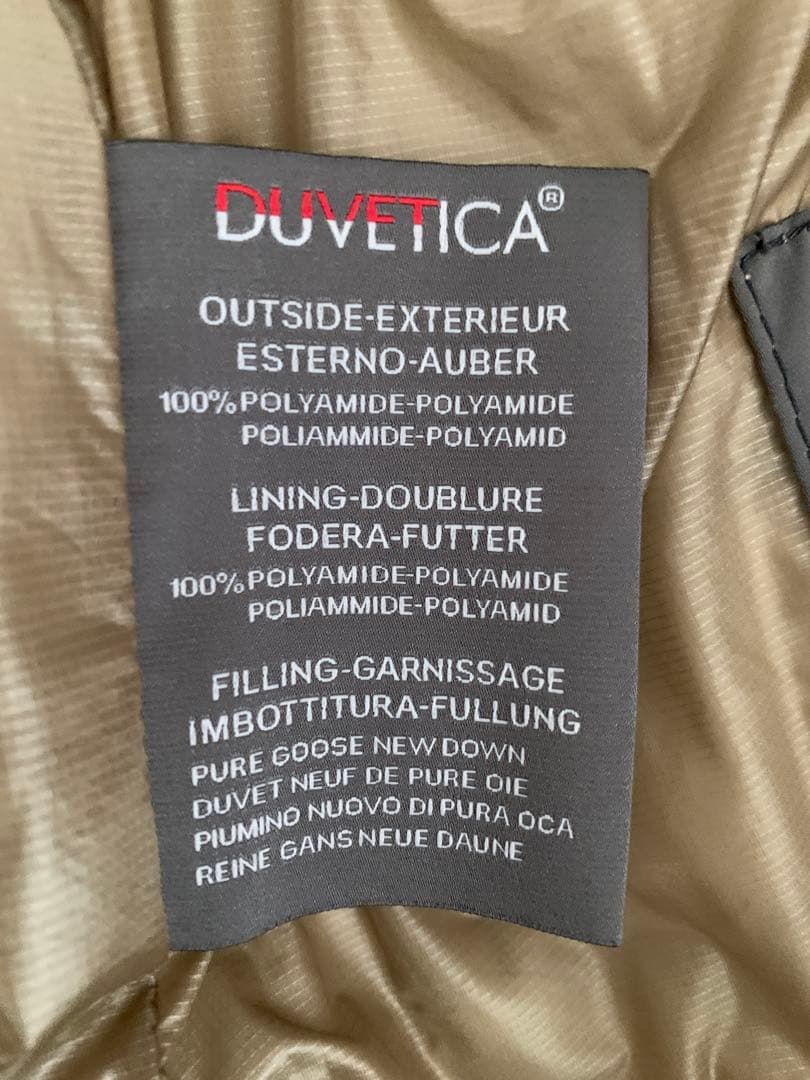 DUVETICA®
OUTSIDE-EXTERIEUR
ESTERNO-AUBER
100%POLYAMIDE-POLYAMIDE
POLIAMMIDE-POLYAMID
LINING-DOUBLURE
FODERA-FUTTER
100%POLYAMIDE-POLYAMIDE
POLIAMMIDE-POLYAMID
FILLING-GARNISSAGE
IMBOTTITURA-FULLUNG
PURE GOOSE NEW DOWN
DUVET NEUF DE PURE OIE
PIUMINO NUOVO DI PURA OCA
REINE GANS NEUE DAUNE